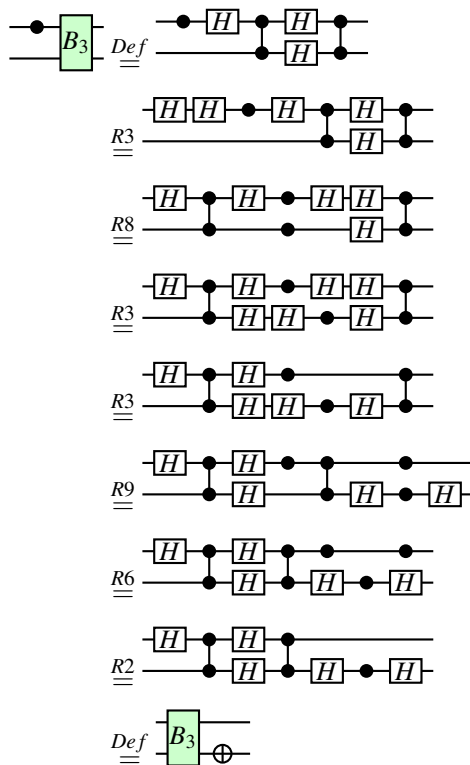 H H
B₃ Def = H
H H H H
R3 = H
H H H H
R8 = H
H H H H
R3 = H H H
H H
R3 = H H H
H H
R9 = H H H
H H
R6 = H H H
H H
R2 = H H H
Def = B₃